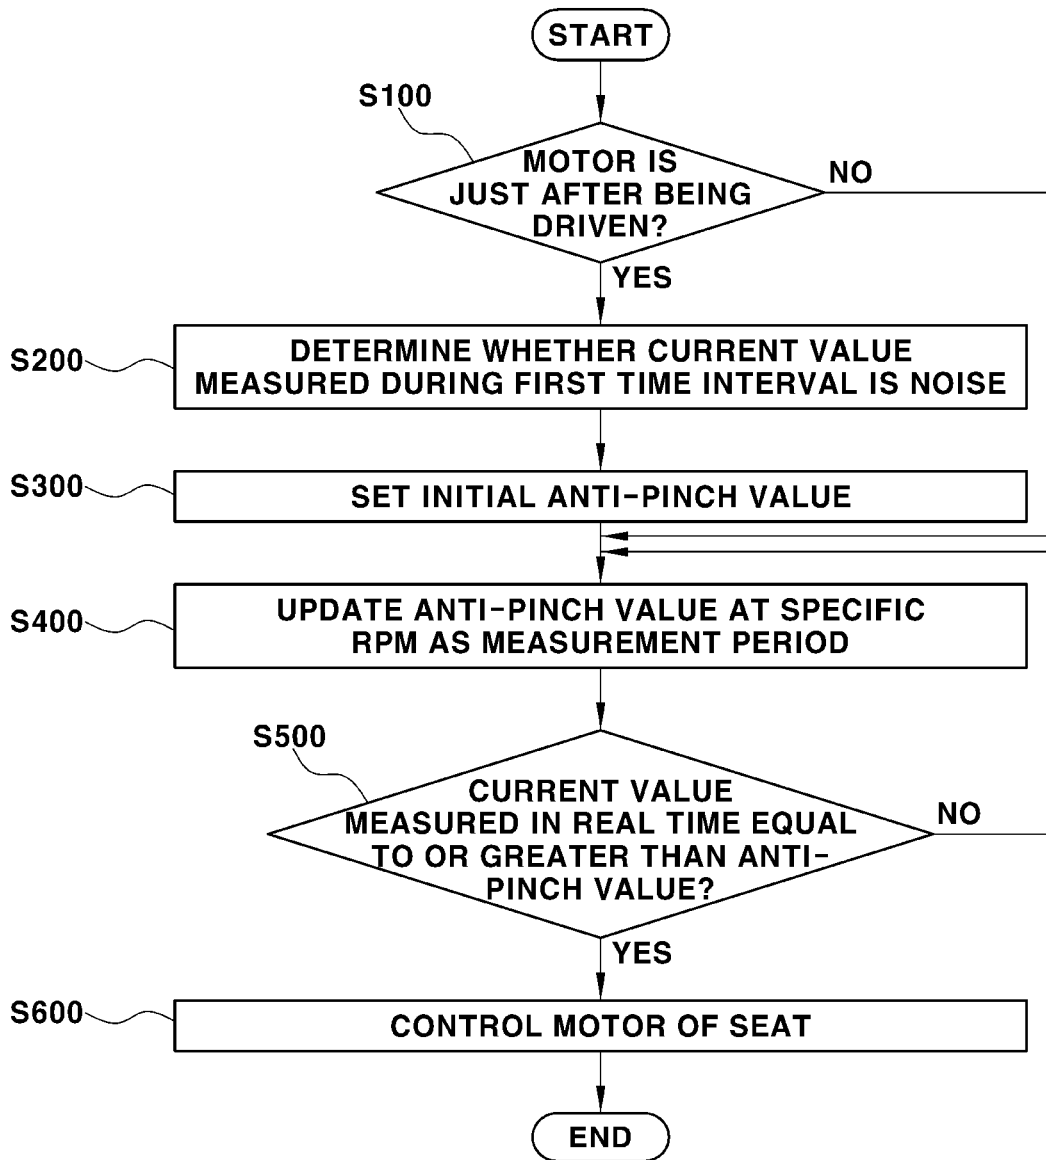 START
S100
MOTOR IS
JUST AFTER BEING
DRIVEN?
NO
YES
S200
DETERMINE WHETHER CURRENT VALUE
MEASURED DURING FIRST TIME INTERVAL IS NOISE
S300
SET INITIAL ANTI-PINCH VALUE
S400
UPDATE ANTI-PINCH VALUE AT SPECIFIC
RPM AS MEASUREMENT PERIOD
S500
CURRENT VALUE
MEASURED IN REAL TIME EQUAL
TO OR GREATER THAN ANTI-
PINCH VALUE?
NO
YES
S600
CONTROL MOTOR OF SEAT
END